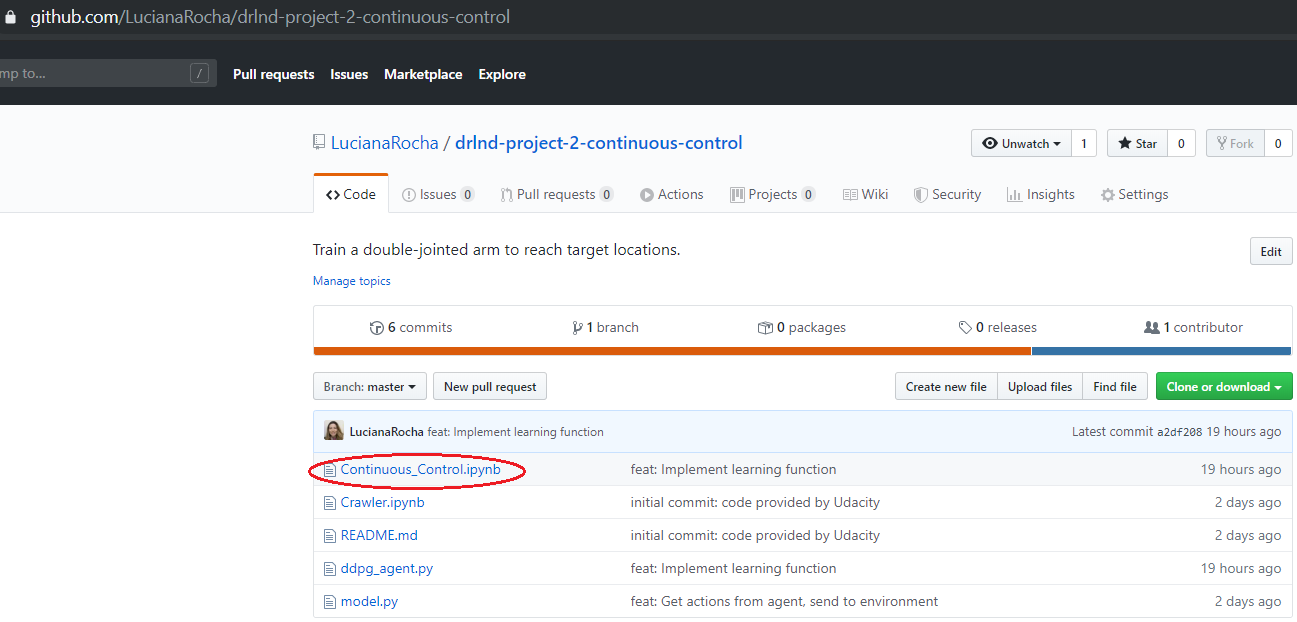 github.com/LucianaRocha/drlnd-project-2-continuous-control
mp to... / Pull requests Issues Marketplace Explore
LucianaRocha / drlnd-project-2-continuous-control Unwatch 1 Star 0 Fork 0
Code Issues 0 Pull requests 0 Actions Projects 0 Wiki Security Insights Settings
Train a double-jointed arm to reach target locations. Edit
Manage topics
6 commits 1 branch 0 packages 0 releases 1 contributor
Branch: master New pull request Create new file Upload files Find file Clone or download
LucianaRocha feat: Implement learning function Latest commit a2df208 19 hours ago
Continuous_Control.ipynb feat: Implement learning function 19 hours ago
Crawler.ipynb initial commit: code provided by Udacity 2 days ago
README.md initial commit: code provided by Udacity 2 days ago
ddpg_agent.py feat: Implement learning function 19 hours ago
model.py feat: Get actions from agent, send to environment 2 days ago